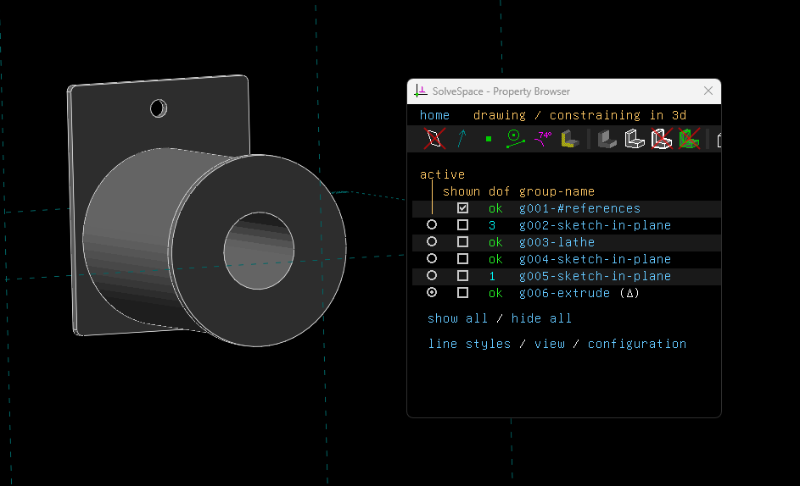 SolveSpace - Property Browser
home drawing / constraining in 3d
74°
active
shown dof group-name
ok g001-#references
3 g002-sketch-in-plane
ok g003-lathe
ok g004-sketch-in-plane
1 g005-sketch-in-plane
ok g006-extrude (Δ)
show all / hide all
line styles / view / configuration